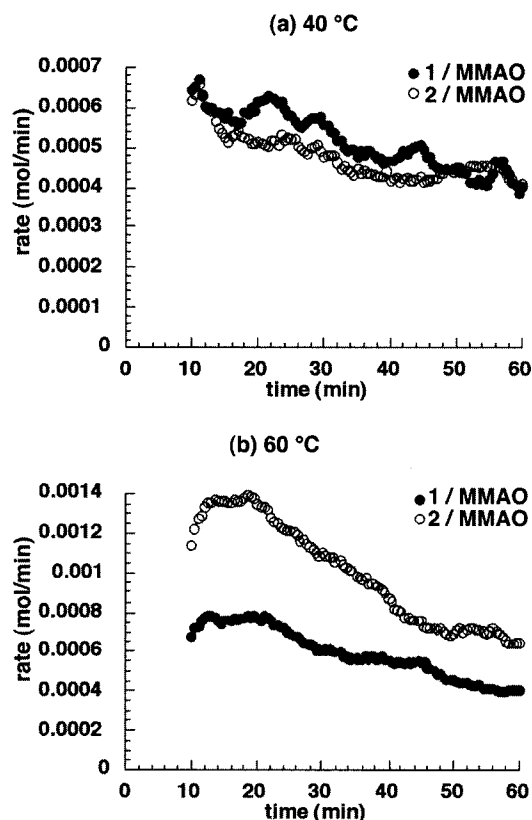 (a) 40 °C
0.0007
0.0006
0.0005
0.0004
0.0003
0.0002
0.0001
0
rate (mol/min)
1 / MMAO
2 / MMAO
0 10 20 30 40 50 60
time (min)
(b) 60 °C
0.0014
0.0012
0.001
0.0008
0.0006
0.0004
0.0002
0
rate (mol/min)
1 / MMAO
2 / MMAO
0 10 20 30 40 50 60
time (min)